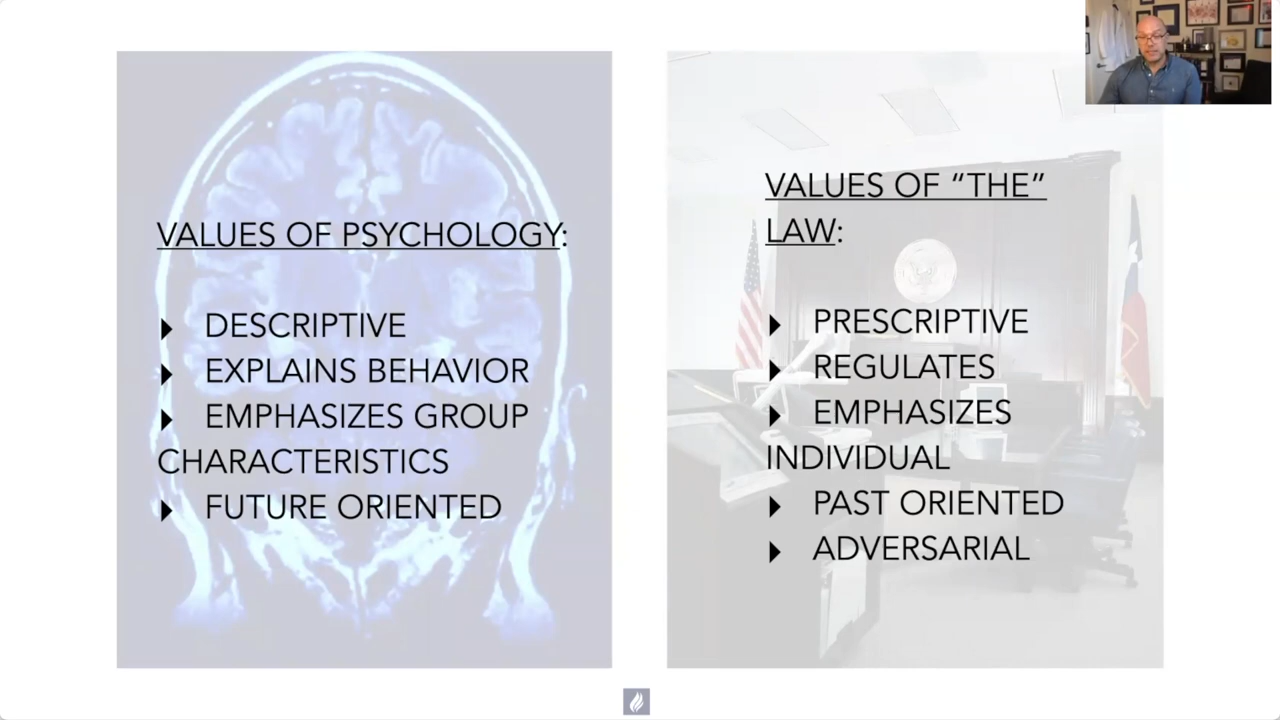 VALUES OF PSYCHOLOGY:
DESCRIPTIVE
EXPLAINS BEHAVIOR
EMPHASIZES GROUP
CHARACTERISTICS
FUTURE ORIENTED
VALUES OF “THE”
LAW:
PRESCRIPTIVE
REGULATES
EMPHASIZES
INDIVIDUAL
PAST ORIENTED
ADVERSARIAL